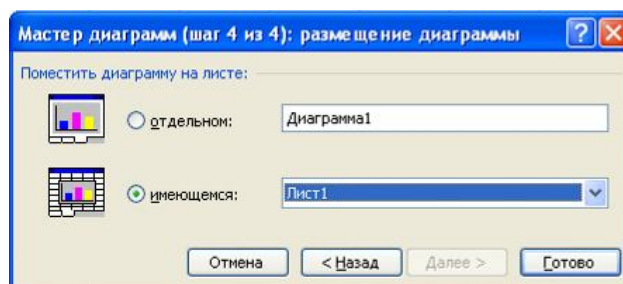 Мастер диаграмм (шаг 4 из 4): размещение диаграммы
Поместить диаграмму на листе:
отдельном: Диаграмма1
имеющемся: Лист1
Отмена < Назад Далее > Готово